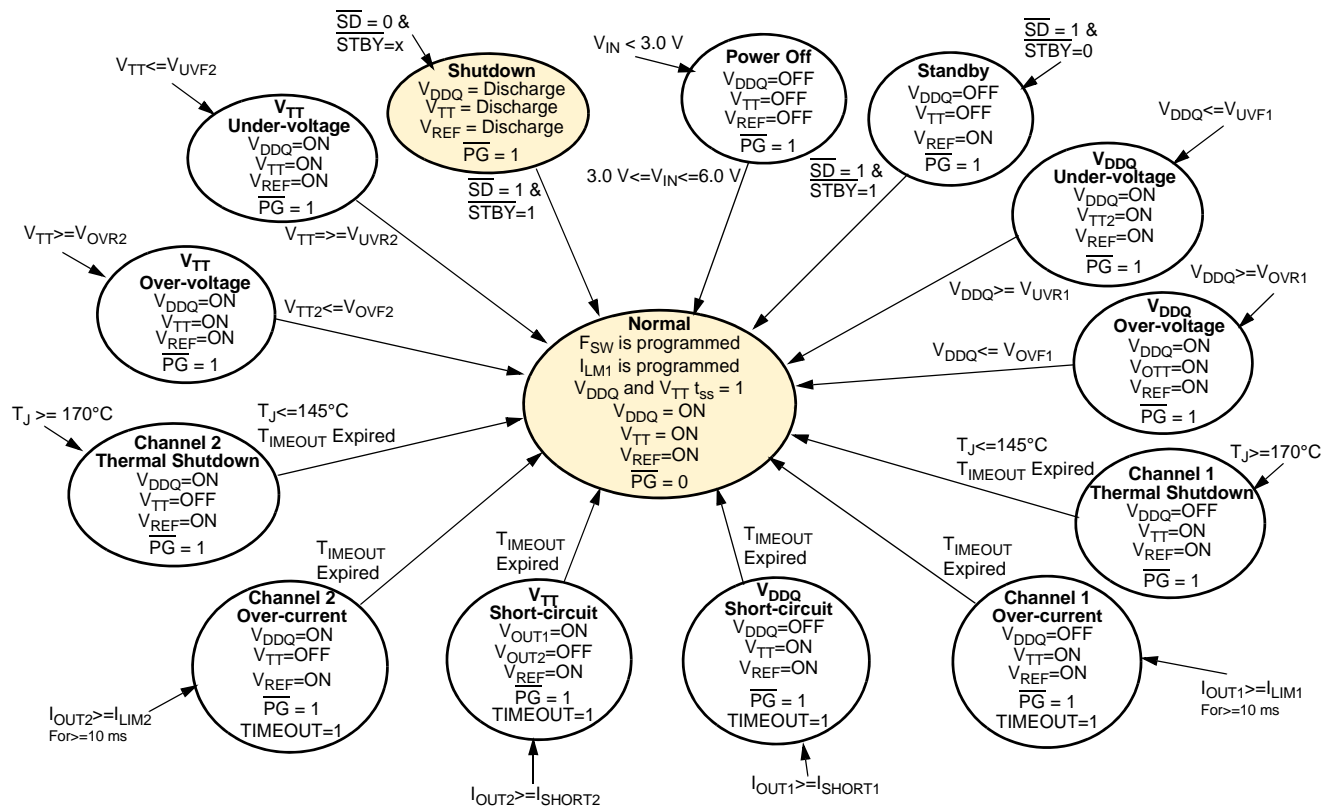 SD = 0 &
STBY=x
Shutdown
VDDQ = Discharge
VTT = Discharge
VREF = Discharge
PG = 1
SD = 1 &
STBY=1
VIN < 3.0 V
Power Off
VDDQ=OFF
VTT=OFF
VREF=OFF
PG = 1
3.0 V<=VIN<=6.0 V
SD = 1 &
STBY=0
Standby
VDDQ=OFF
VTT=OFF
VREF=ON
PG = 1
SD = 1 &
STBY=1
VTT<=VUVF2
VTT
Under-voltage
VDDQ=ON
VTT=ON
VREF=ON
PG = 1
VTT=>=VUVR2
VDDQ<=VUVF1
VDDQ
Under-voltage
VDDQ=ON
VTT2=ON
VREF=ON
PG = 1
VDDQ>= VUVR1
VTT>=VOVR2
VTT
Over-voltage
VDDQ=ON
VTT=ON
VREF=ON
PG = 1
VTT2<=VOVF2
VDDQ>=VOVR1
VDDQ
Over-voltage
VDDQ=ON
VOTT=ON
VREF=ON
PG = 1
VDDQ<= VOVF1
Normal
FSW is programmed
ILM1 is programmed
VDDQ and VTT tss = 1
VDDQ = ON
VTT = ON
VREF=ON
PG = 0
TJ >= 170°C
Channel 2
Thermal Shutdown
VDDQ=ON
VTT=OFF
VREF=ON
PG = 1
TJ<=145°C
TIMEOUT Expired
TJ>=170°C
Channel 1
Thermal Shutdown
VDDQ=OFF
VTT=ON
VREF=ON
PG = 1
TJ<=145°C
TIMEOUT Expired
Channel 2
Over-current
VDDQ=ON
VTT=OFF
VREF=ON
PG = 1
TIMEOUT=1
TIMEOUT
Expired
IOUT2>=ILIM2
For>=10 ms
VTT
Short-circuit
VOUT1=ON
VOUT2=OFF
VREF=ON
PG = 1
TIMEOUT=1
TIMEOUT
Expired
IOUT2>=ISHORT2
VDDQ
Short-circuit
VDDQ=OFF
VTT=ON
VREF=ON
PG = 1
TIMEOUT=1
TIMEOUT
Expired
IOUT1>=ISHORT1
Channel 1
Over-current
VDDQ=OFF
VTT=ON
VREF=ON
PG = 1
TIMEOUT=1
TIMEOUT
Expired
IOUT1>=ILIM1
For>=10 ms